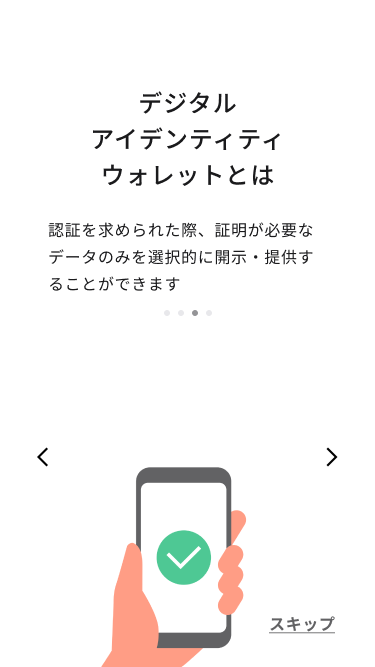 デジタル
アイデンティティ
ウォレットとは
認証を求められた際、証明が必要な
データのみを選択的に開示・提供す
ることができます
スキップ